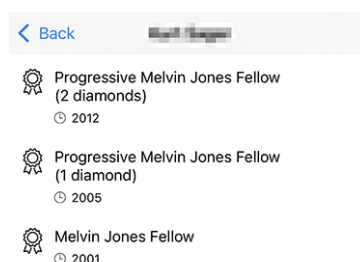 Back
Progressive Melvin Jones Fellow
(2 diamonds)
2012
Progressive Melvin Jones Fellow
(1 diamond)
2005
Melvin Jones Fellow
2001